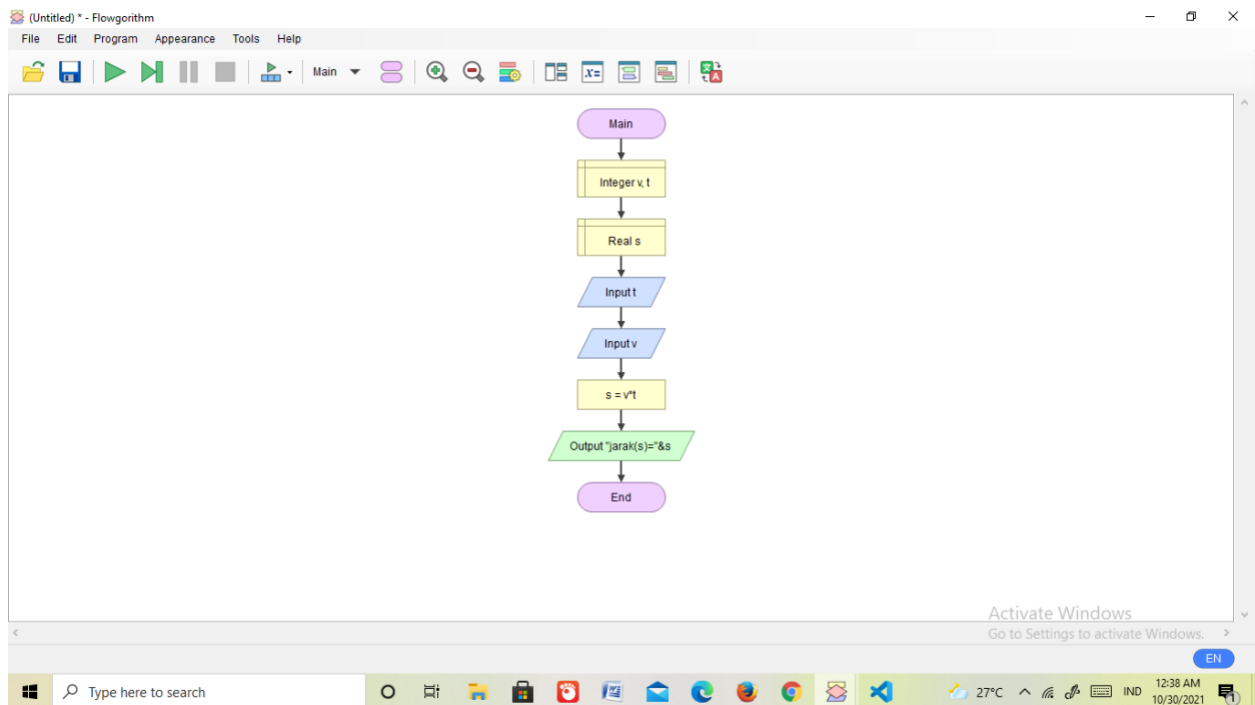 (Untitled) * - Flowgorithm
File Edit Program Appearance Tools Help
Main
Main
Integer v, t
Real s
Input t
Input v
s = v*t
Output "jarak(s)="&s
End
Activate Windows
Go to Settings to activate Windows.
EN
Type here to search
27°C
IND
12:38 AM
10/30/2021